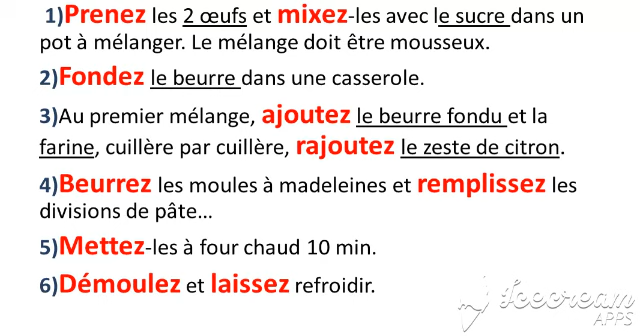 1)Prenez les 2 œufs et mixez-les avec le sucre dans un
pot à mélanger. Le mélange doit être mousseux.
2)Fondez le beurre dans une casserole.
3)Au premier mélange, ajoutez le beurre fondu et la
farine, cuillère par cuillère, rajoutez le zeste de citron.
4)Beurrez les moules à madeleines et remplissez les
divisions de pâte...
5)Mettez-les à four chaud 10 min.
6)Démoulez et laissez refroidir.
Icecream
APPS